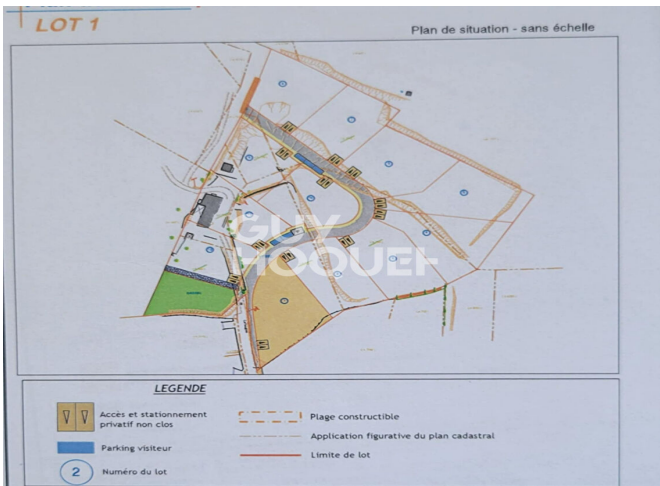 LOT 1
Plan de situation - sans échelle
GUY
HOQUET
LEGENDE
Accès et stationnement
privatif non clos
Parking visiteur
2
Numéro du lot
Plage constructible
Application figurative du plan cadastral
Limite de lot